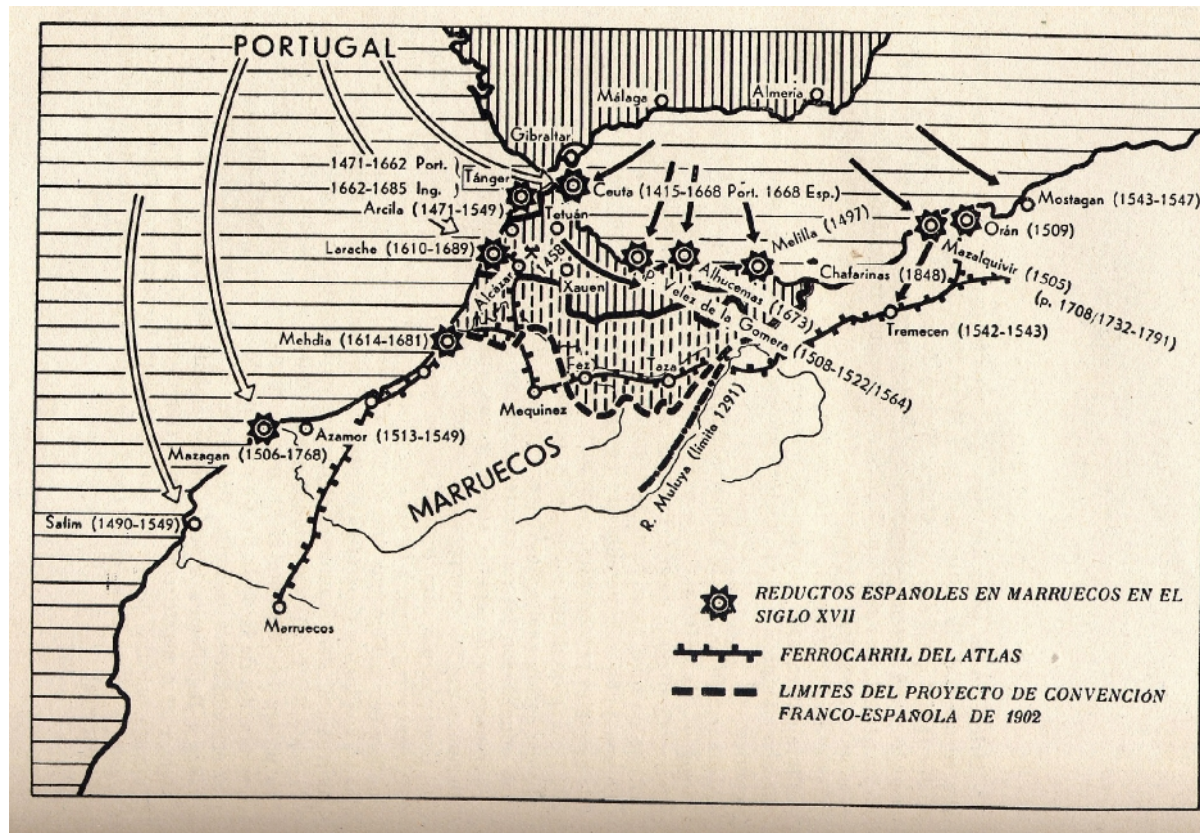 PORTUGAL
Málaga
Almería
Gibraltar
1471-1662 Port.
1662-1685 Ing.
Tánger
Ceuta (1415-1668 Port. 1668 Esp.)
Arcila (1471-1549)
Tetuán
Larache (1610-1689)
Alcázar 1458
Xauen
Melilla (1497)
Mostagan (1543-1547)
Orán (1509)
Mazalquivir (1505)
(p. 1708/1732-1791)
Chafarinas (1848)
Alhucemas (1673)
p. Velez de la Gomera (1508-1522/1564)
Tremecen (1542-1543)
Mehdia (1614-1681)
Fez
Taza
Mequinez
Mazagan (1506-1768)
Azamor (1513-1549)
MARRUECOS
R. Muluya (limite 1291)
Safim (1490-1549)
Marruecos
REDUCTOS ESPAÑOLES EN MARRUECOS EN EL
SIGLO XVII
FERROCARRIL DEL ATLAS
LIMITES DEL PROYECTO DE CONVENCIÓN
FRANCO-ESPAÑOLA DE 1902